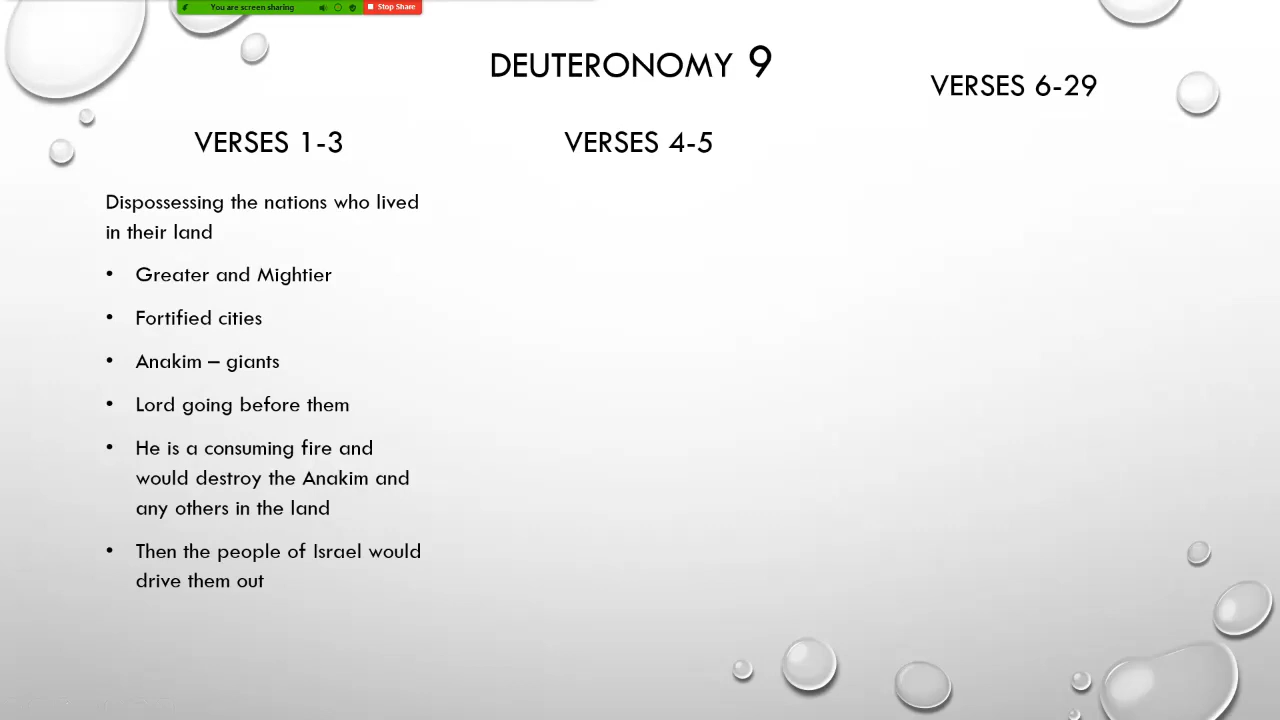 You are screen sharing
Stop Share
DEUTERONOMY 9
VERSES 6-29
VERSES 1-3
VERSES 4-5
Dispossessing the nations who lived
in their land
• Greater and Mightier
• Fortified cities
• Anakim – giants
• Lord going before them
• He is a consuming fire and
would destroy the Anakim and
any others in the land
• Then the people of Israel would
drive them out